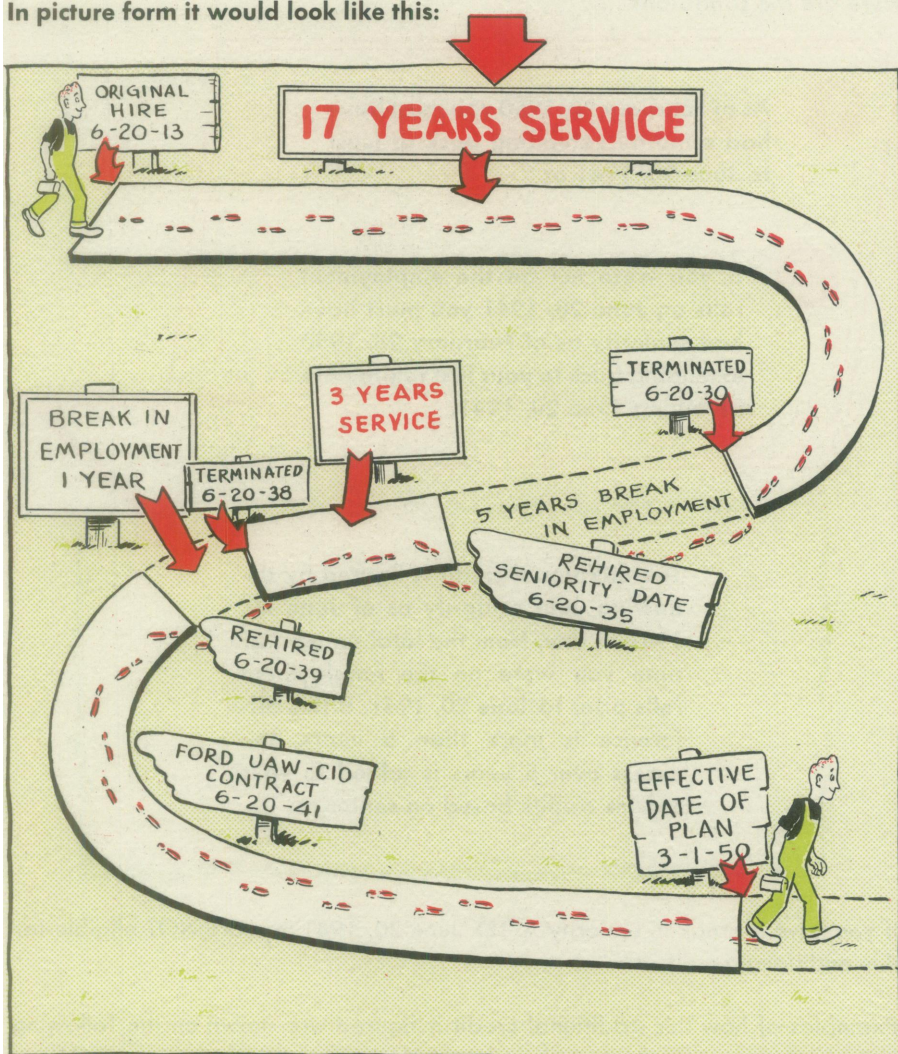 In picture form it would look like this:
ORIGINAL
HIRE
6-20-13
17 YEARS SERVICE
TERMINATED
6-20-30
5 YEARS BREAK
IN EMPLOYMENT
REHIRED
SENIORITY DATE
6-20-35
3 YEARS
SERVICE
TERMINATED
6-20-38
BREAK IN
EMPLOYMENT
1 YEAR
REHIRED
6-20-39
FORD UAW-CIO
CONTRACT
6-20-41
EFFECTIVE
DATE OF
PLAN
3-1-50